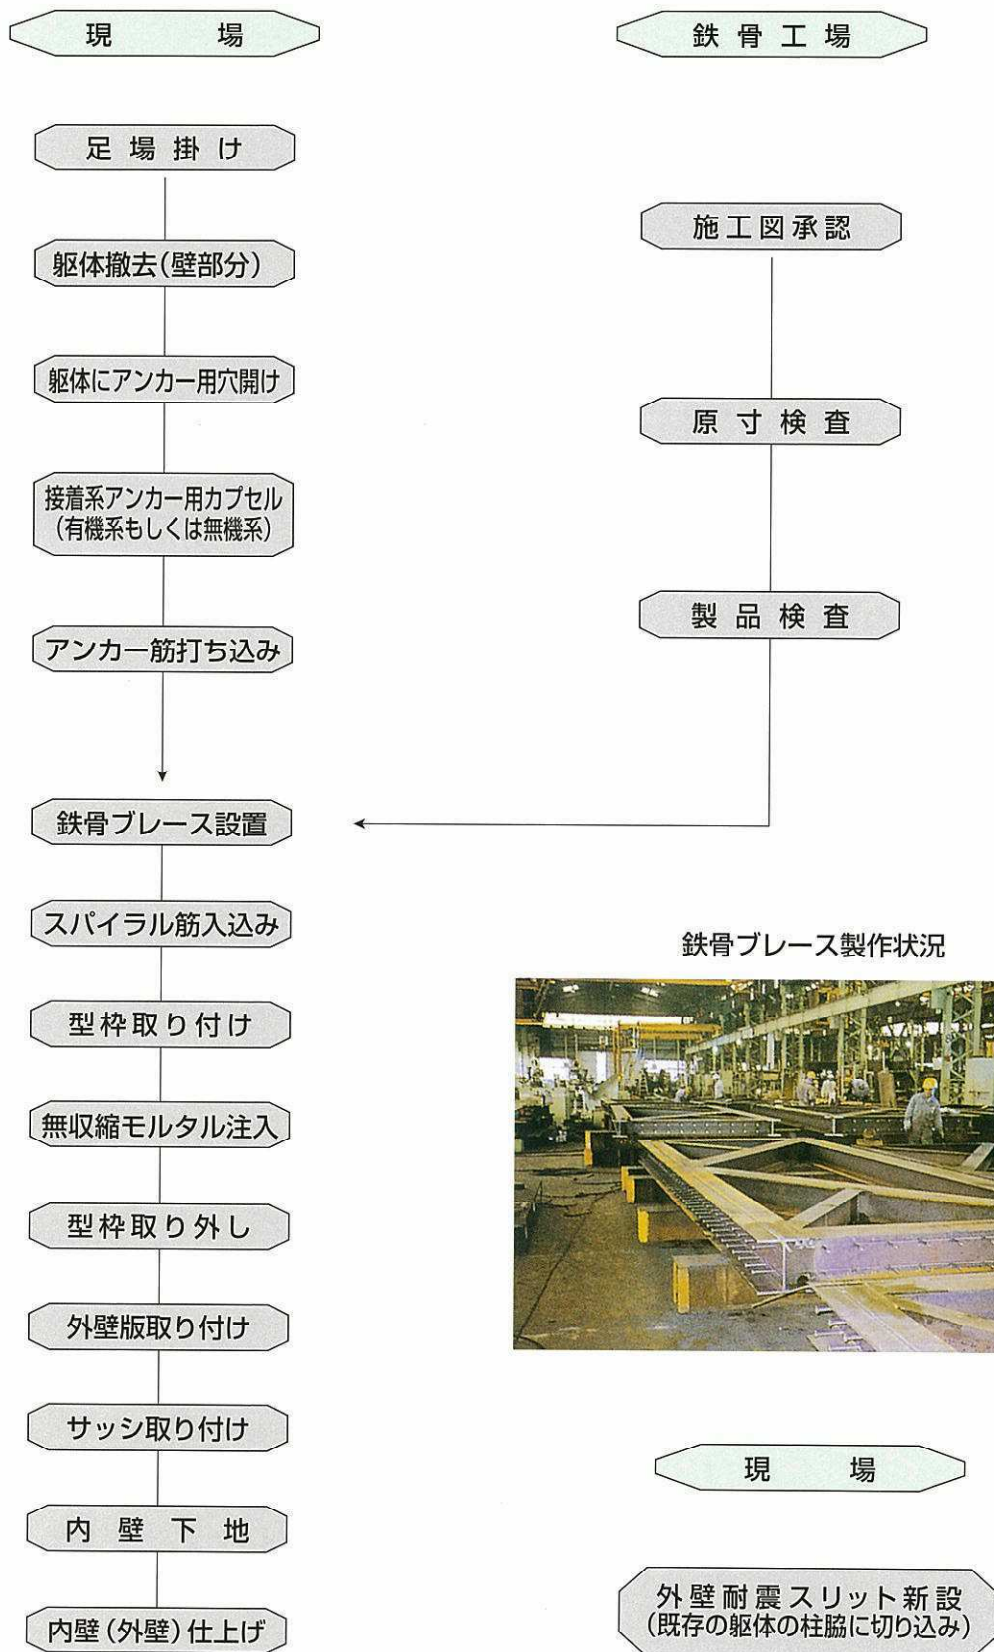 現場
足場掛け
躯体撤去(壁部分)
躯体にアンカー用穴開け
接着系アンカー用カプセル
(有機系もしくは無機系)
アンカー筋打ち込み
鉄骨ブレース設置
スパイラル筋入込み
型枠取り付け
無収縮モルタル注入
型枠取り外し
外壁版取り付け
サッシ取り付け
内壁下地
内壁(外壁)仕上げ
鉄骨工場
施工図承認
原寸検査
製品検査
鉄骨ブレース製作状況
現場
外壁耐震スリット新設
(既存の躯体の柱脇に切り込み)